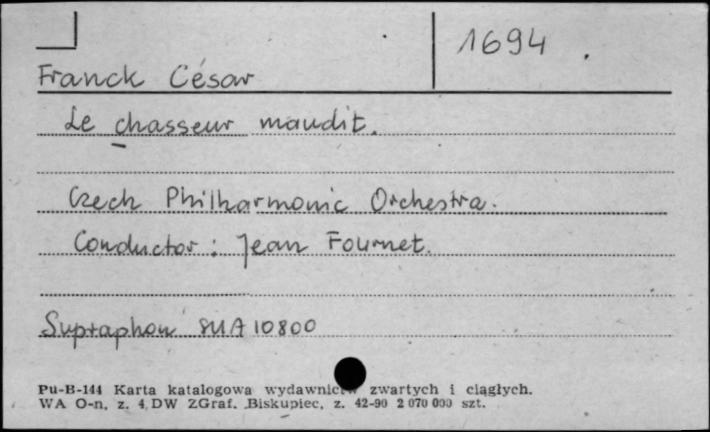 1694
Franck César
Le chasseur maudit.
Czech Philharmonic Orchestra.
Conductor: Jean Fournet.
Supraphon SUA 10800
Pu-B-144 Karta katalogowa wydawnictw zwartych i ciągłych.
WA O-n, z. 4 DW ZGraf. Biskupiec, z. 42-90 2 070 000 szt.